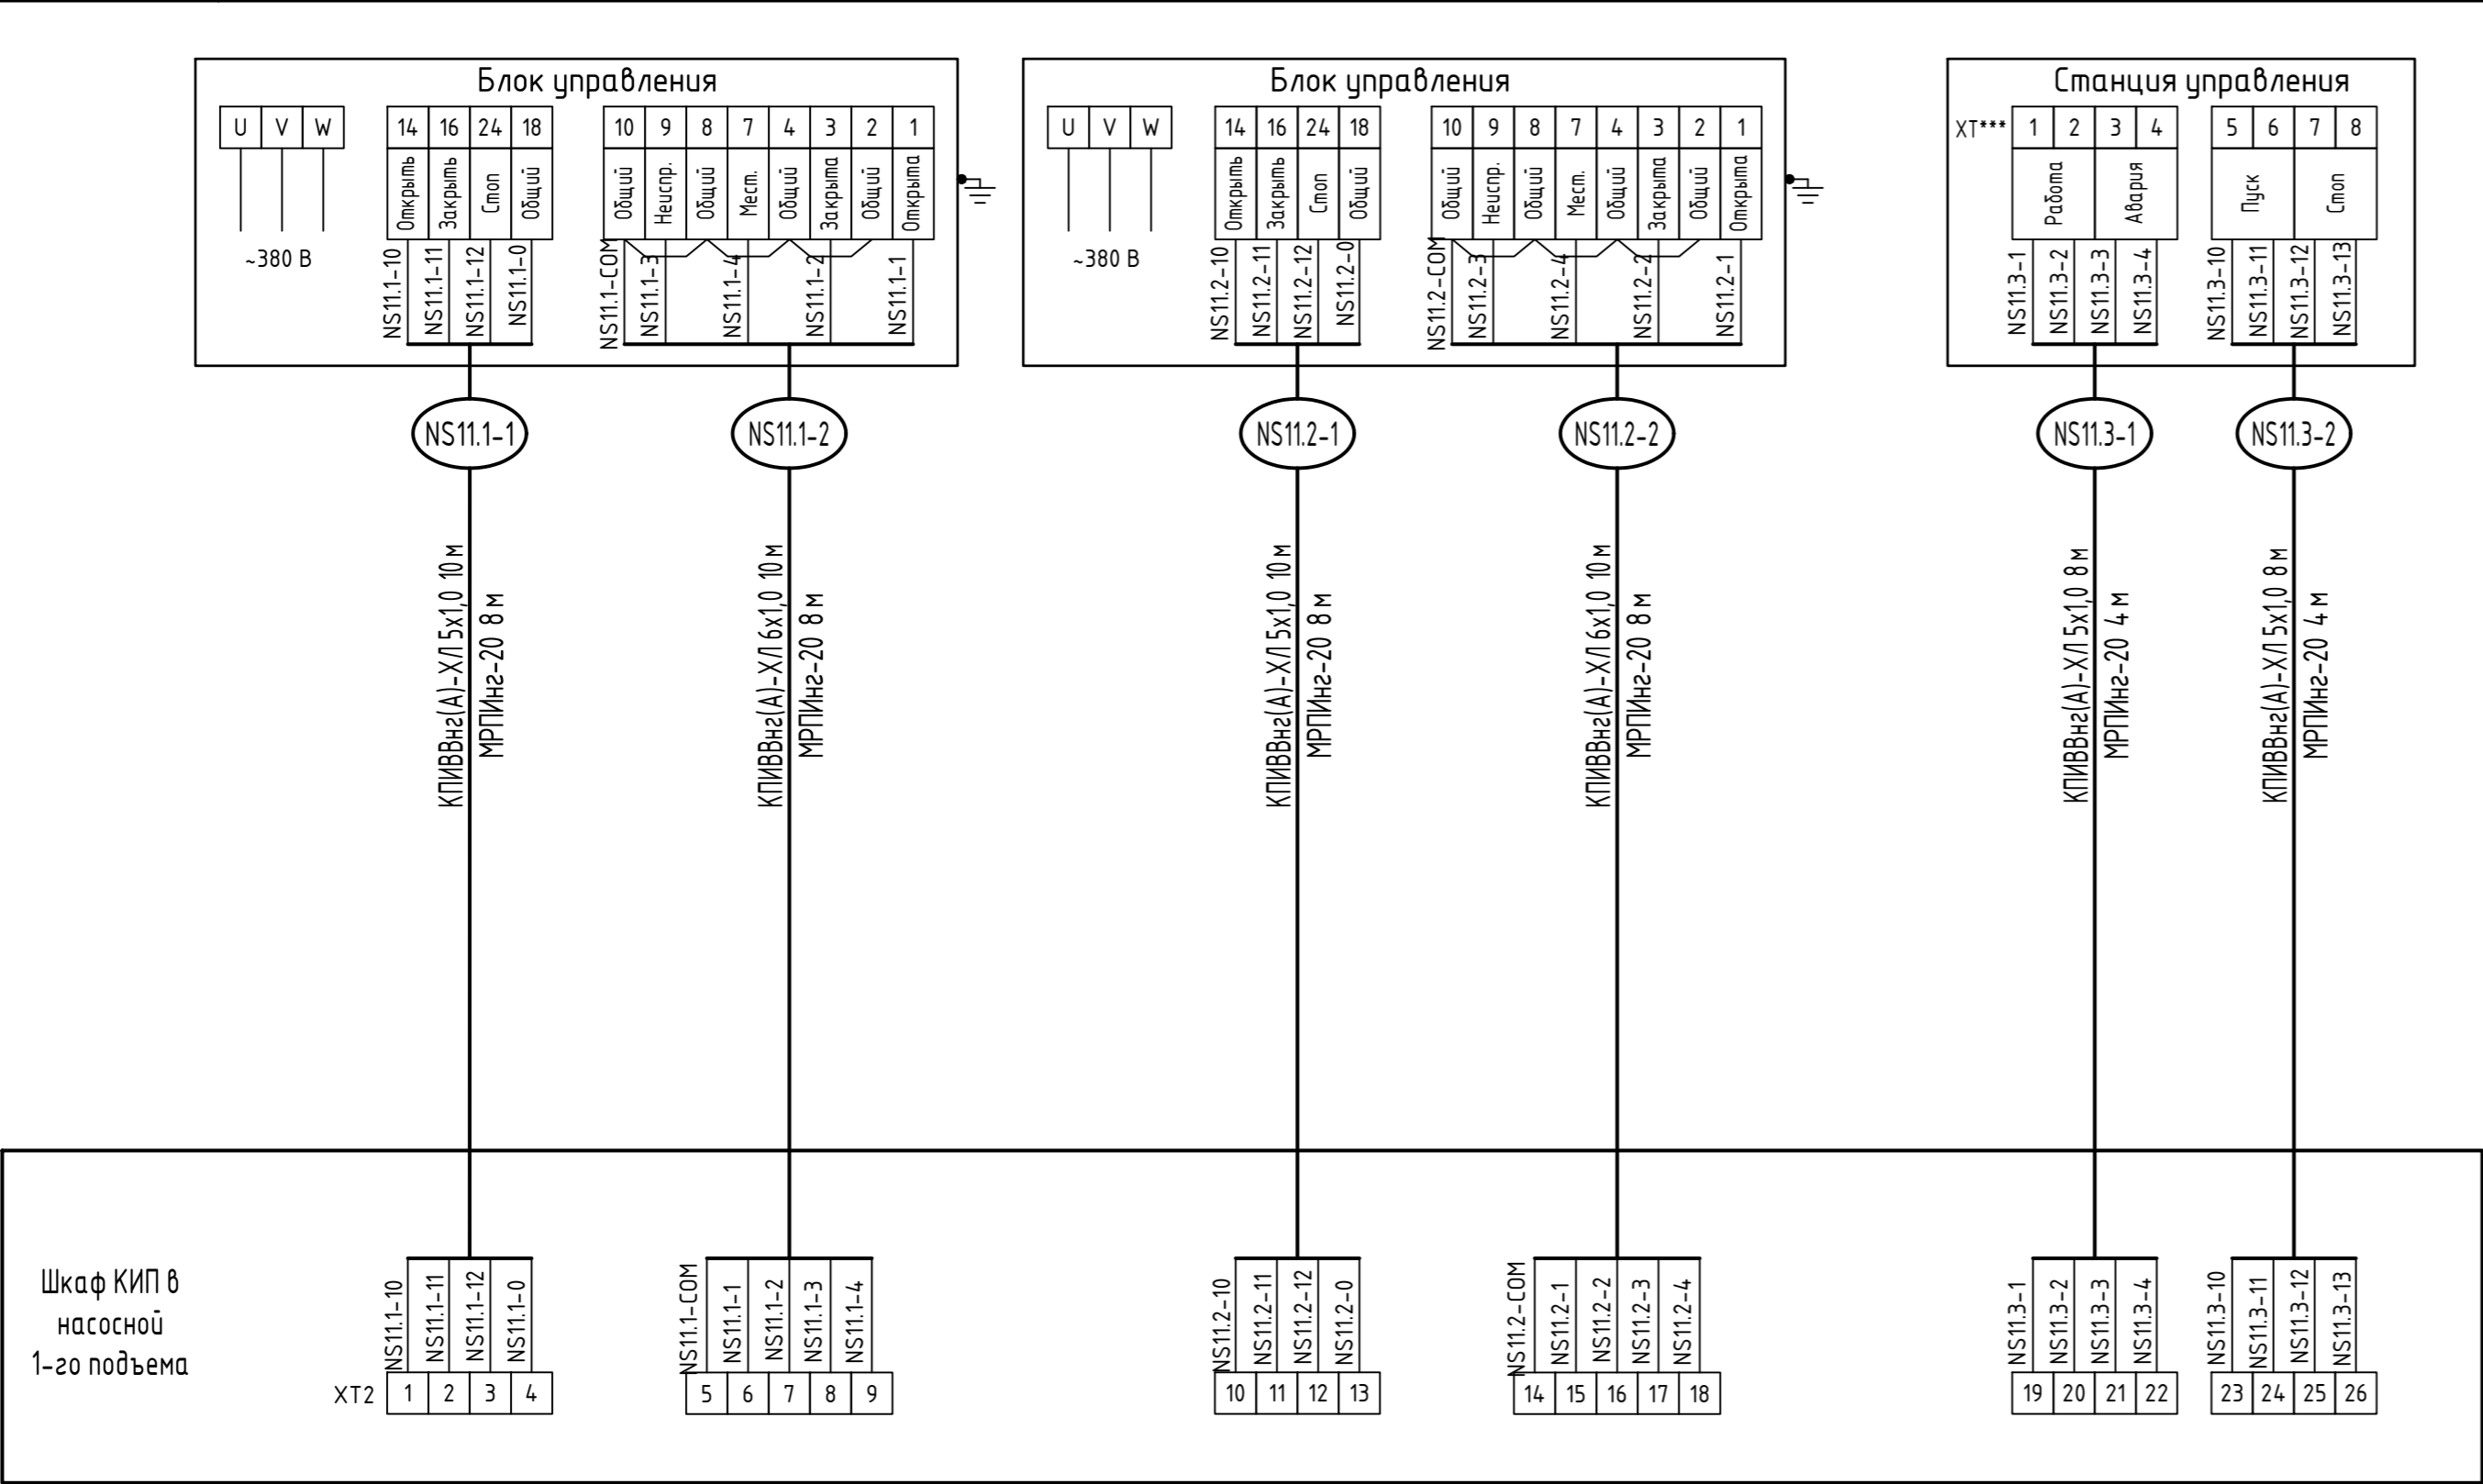 Блок управления
U V W
14 16 24 18
10 9 8 7 4 3 2 1
Открыть
Закрыть
Стоп
Общий
Общий
Неиспр.
Общий
Мест.
Общий
Закрыта
Общий
Открыта
~380 В
NS11.1-10
NS11.1-11
NS11.1-12
NS11.1-0
NS11.1-COM
NS11.1-3
NS11.1-4
NS11.1-2
NS11.1-1
Блок управления
U V W
14 16 24 18
10 9 8 7 4 3 2 1
Открыть
Закрыть
Стоп
Общий
Общий
Неиспр.
Общий
Мест.
Общий
Закрыта
Общий
Открыта
~380 В
NS11.2-10
NS11.2-11
NS11.2-12
NS11.2-0
NS11.2-COM
NS11.2-3
NS11.2-4
NS11.2-2
NS11.2-1
Станция управления
XT*** 1 2 3 4
5 6 7 8
Работа
Авария
Пуск
Стоп
NS11.3-1
NS11.3-2
NS11.3-3
NS11.3-4
NS11.3-10
NS11.3-11
NS11.3-12
NS11.3-13
NS11.1-1
NS11.1-2
NS11.2-1
NS11.2-2
NS11.3-1
NS11.3-2
КПИВВнг(А)-ХЛ 5х1,0 10 м
МРПИнг-20 8 м
КПИВВнг(А)-ХЛ 6х1,0 10 м
МРПИнг-20 8 м
КПИВВнг(А)-ХЛ 5х1,0 10 м
МРПИнг-20 8 м
КПИВВнг(А)-ХЛ 6х1,0 10 м
МРПИнг-20 8 м
КПИВВнг(А)-ХЛ 5х1,0 8 м
МРПИнг-20 4 м
КПИВВнг(А)-ХЛ 5х1,0 8 м
МРПИнг-20 4 м
Шкаф КИП в
насосной
1-го подъема
NS11.1-10
NS11.1-11
NS11.1-12
NS11.1-0
NS11.1-COM
NS11.1-1
NS11.1-2
NS11.1-3
NS11.1-4
NS11.2-10
NS11.2-11
NS11.2-12
NS11.2-0
NS11.2-COM
NS11.2-1
NS11.2-2
NS11.2-3
NS11.2-4
NS11.3-1
NS11.3-2
NS11.3-3
NS11.3-4
NS11.3-10
NS11.3-11
NS11.3-12
NS11.3-13
XT2 1 2 3 4
5 6 7 8 9
10 11 12 13
14 15 16 17 18
19 20 21 22
23 24 25 26